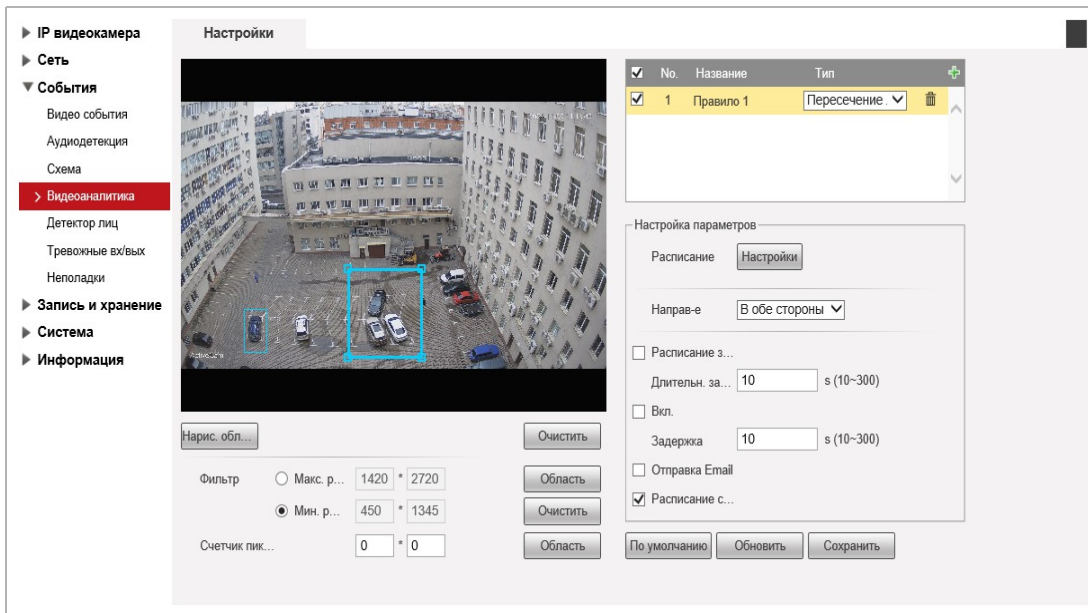 IP видеокамера
Сеть
События
Видео события
Аудиодетекция
Схема
Видеоаналитика
Детектор лиц
Тревожные вх/вых
Неполадки
Запись и хранение
Система
Информация
Настройки
ActiveCam
Нарис. обл...
Очистить
Фильтр Макс. р... 1420 * 2720 Область
Мин. р... 450 * 1345 Очистить
Счетчик пик... 0 * 0 Область
No. Название Тип
1 Правило 1 Пересечение.
Настройка параметров
Расписание Настройки
Направ-е В обе стороны
Расписание з...
Длительн. за... 10 s (10~300)
Вкл.
Задержка 10 s (10~300)
Отправка Email
Расписание с...
По умолчанию Обновить Сохранить